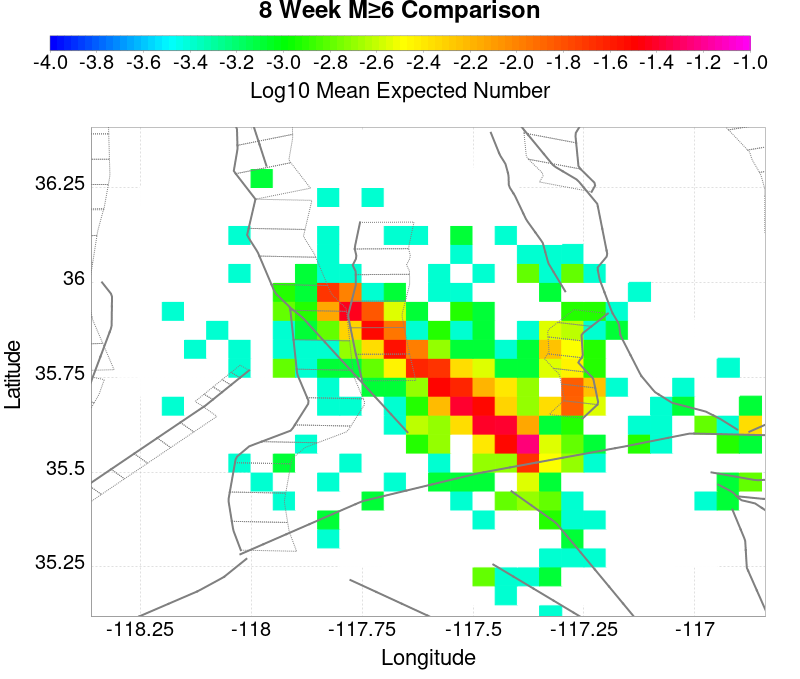 8 Week M≥6 Comparison
-4.0 -3.8 -3.6 -3.4 -3.2 -3.0 -2.8 -2.6 -2.4 -2.2 -2.0 -1.8 -1.6 -1.4 -1.2 -1.0
Log10 Mean Expected Number
36.25
36
35.75
35.5
35.25
Latitude
-118.25 -118 -117.75 -117.5 -117.25 -117
Longitude